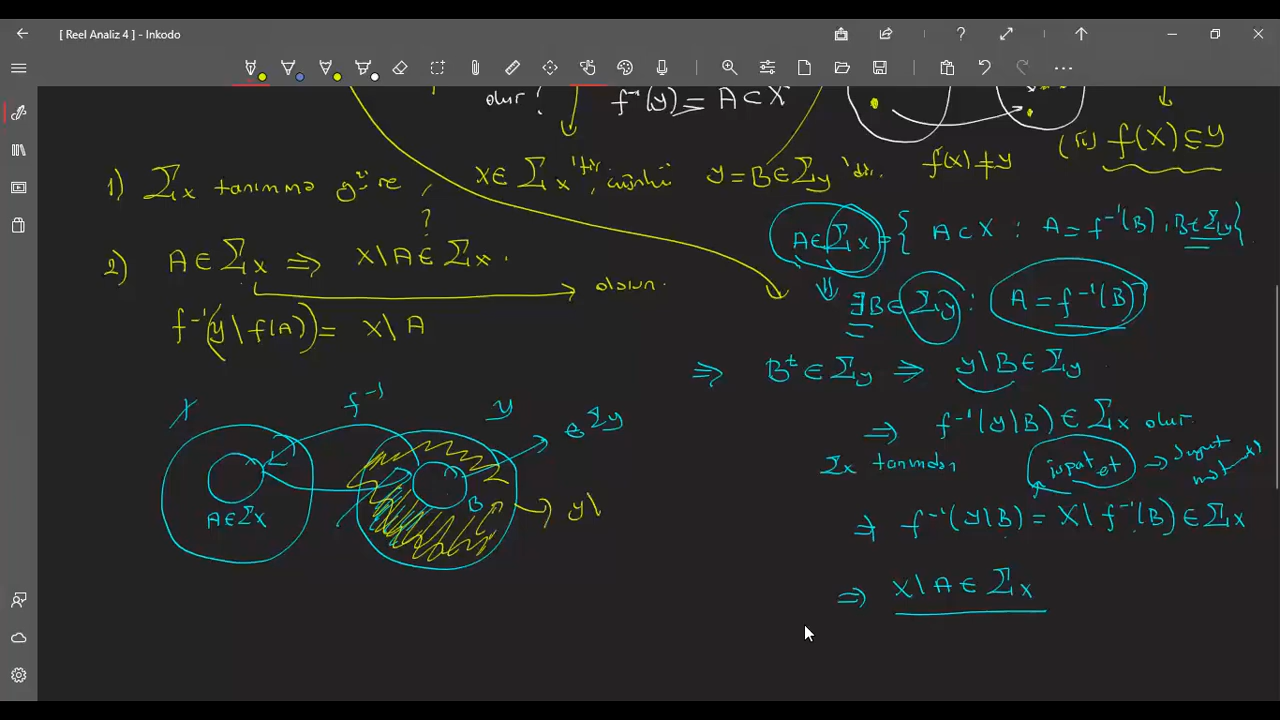 [ Reel Analiz 4 ] - Inkodo
olur ?
f⁻¹(y) = A ⊂ X
(iv) f(X) ⊆ Y
f(X) ≠ Y
1) Σx tanımına göre, X ∈ Σx 'tir, çünkü Y = B ∈ Σy 'dir.
?
2) A ∈ Σx ⇒ X \ A ∈ Σx.
olsun.
f⁻¹(Y \ f(A)) = X \ A
X
f⁻¹
Y
∈ Σy
A ∈ Σx
B
Y \
A ∈ Σx = { A ⊂ X : A = f⁻¹(B), B ∈ Σy }
∃B ∈ Σy : A = f⁻¹(B)
⇒ Bᵗ ∈ Σy ⇒ Y \ B ∈ Σy
⇒ f⁻¹(Y \ B) ∈ Σx olur.
Σx tanımdan
ispat et
⇒ f⁻¹(Y \ B) = X \ f⁻¹(B) ∈ Σx
⇒ X \ A ∈ Σx